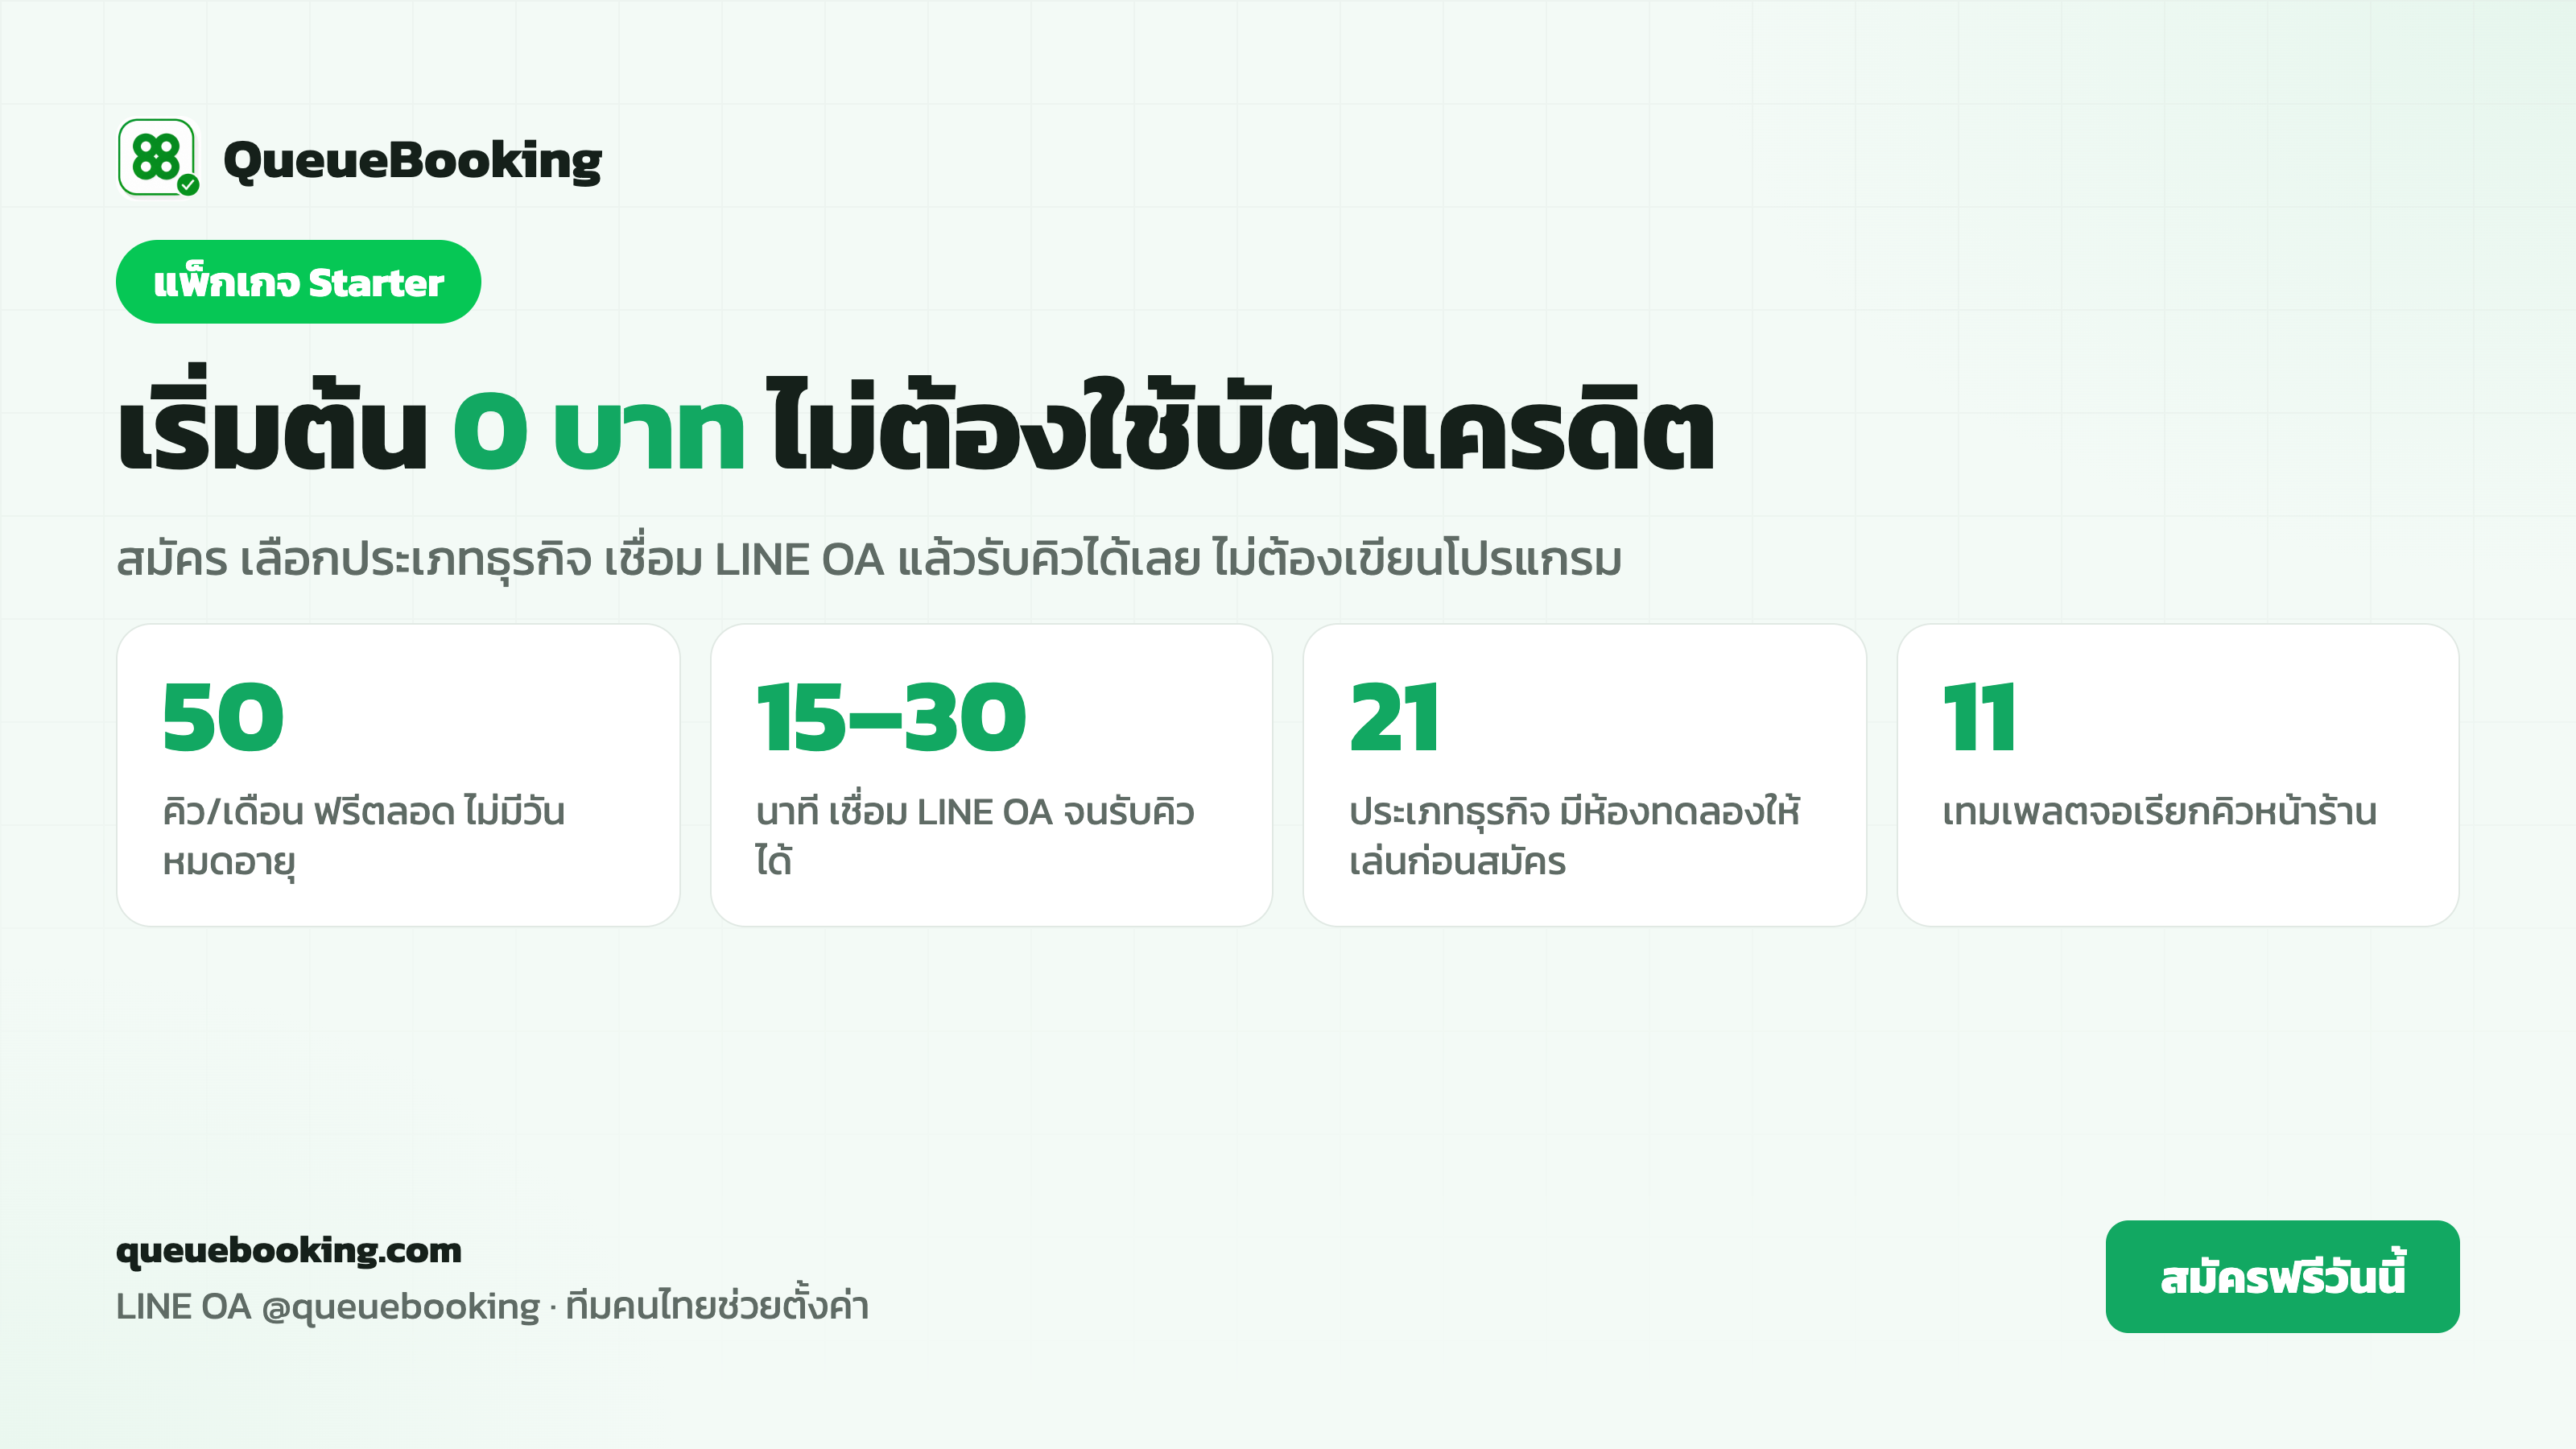 QueueBooking
แพ็กเกจ Starter
เริ่มต้น 0 บาท ไม่ต้องใช้บัตรเครดิต
สมัคร เลือกประเภทธุรกิจ เชื่อม LINE OA แล้วรับคิวได้เลย ไม่ต้องเขียนโปรแกรม
50
คิว/เดือน ฟรีตลอด ไม่มีวัน
หมดอายุ
15–30
นาที เชื่อม LINE OA จนรับคิว
ได้
21
ประเภทธุรกิจ มีห้องทดลองให้
เล่นก่อนสมัคร
11
เทมเพลตจอเรียกคิวหน้าร้าน
queuebooking.com
LINE OA @queuebooking · ทีมคนไทยช่วยตั้งค่า
สมัครฟรีวันนี้